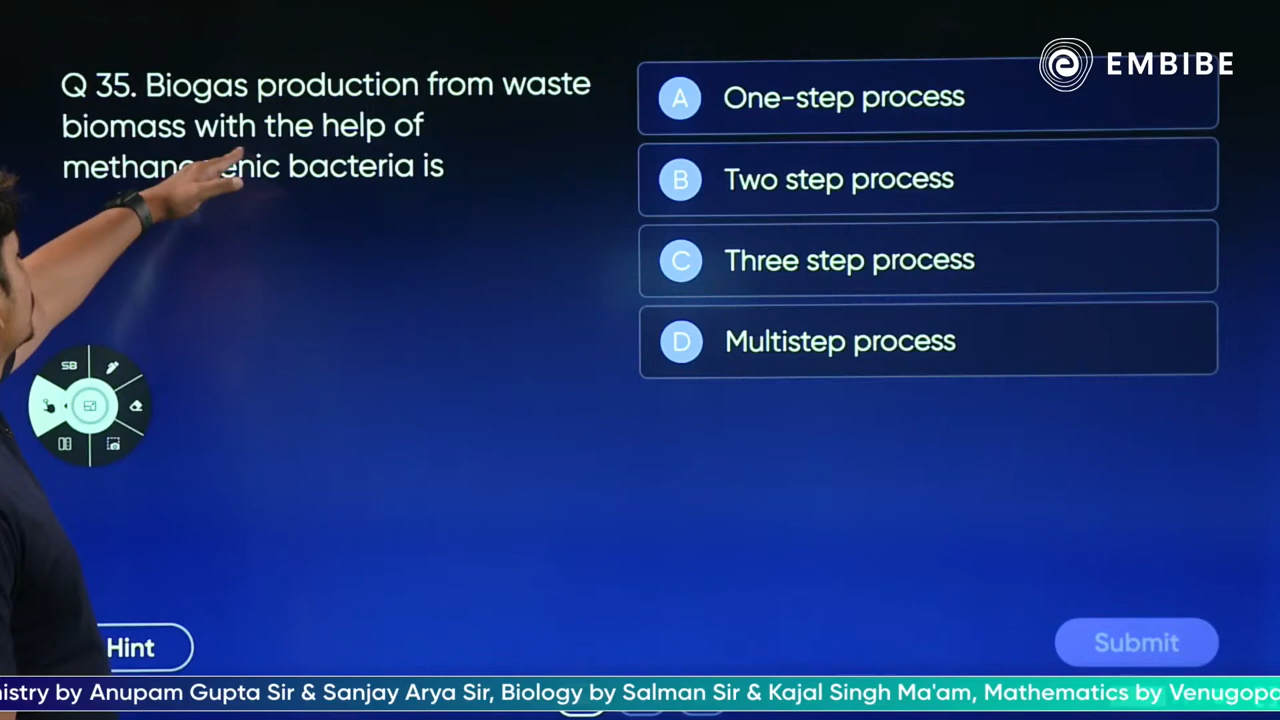 EMBIBE
Q 35. Biogas production from waste
biomass with the help of
bacteria is
A One-step process
B Two step process
C Three step process
D Multistep process
SB
Hint
Submit
by Anupam Gupta Sir & Sanjay Arya Sir, Biology by Salman Sir & Kajal Singh Ma'am, Mathematics by